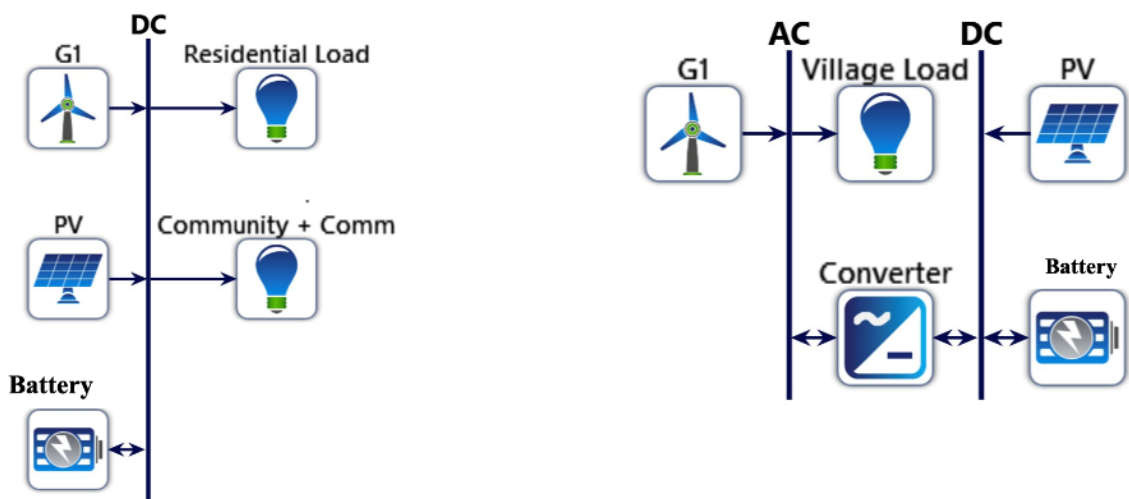 DC
G1
Residential Load
PV
Community + Comm
Battery
AC
DC
G1
Village Load
PV
Converter
Battery